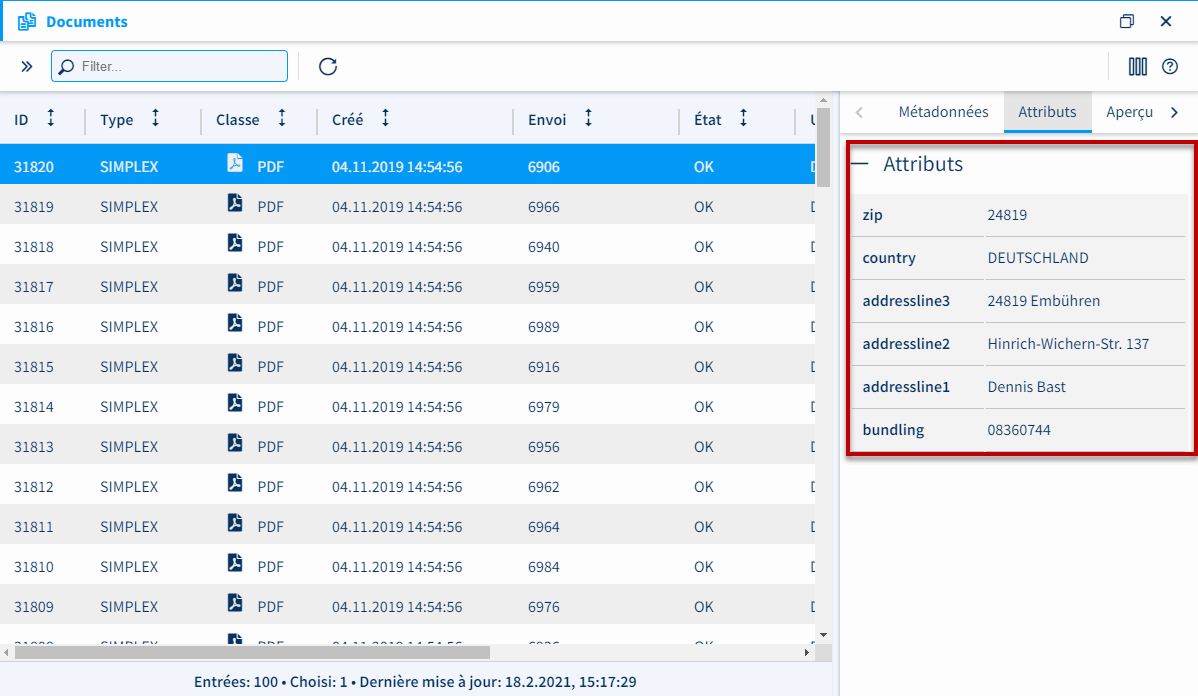 Documents
Filter...
Métadonnées Attributs Aperçu
ID Type Classe Créé Envoi État
31820 SIMPLEX PDF 04.11.2019 14:54:56 6906 OK
31819 SIMPLEX PDF 04.11.2019 14:54:56 6966 OK
31818 SIMPLEX PDF 04.11.2019 14:54:56 6940 OK
31817 SIMPLEX PDF 04.11.2019 14:54:56 6959 OK
31816 SIMPLEX PDF 04.11.2019 14:54:56 6989 OK
31815 SIMPLEX PDF 04.11.2019 14:54:56 6916 OK
31814 SIMPLEX PDF 04.11.2019 14:54:56 6979 OK
31813 SIMPLEX PDF 04.11.2019 14:54:56 6956 OK
31812 SIMPLEX PDF 04.11.2019 14:54:56 6962 OK
31811 SIMPLEX PDF 04.11.2019 14:54:56 6964 OK
31810 SIMPLEX PDF 04.11.2019 14:54:56 6984 OK
31809 SIMPLEX PDF 04.11.2019 14:54:56 6976 OK
Entrées: 100 • Choisi: 1 • Dernière mise à jour: 18.2.2021, 15:17:29
Attributs
zip 24819
country DEUTSCHLAND
addressline3 24819 Embühren
addressline2 Hinrich-Wichern-Str. 137
addressline1 Dennis Bast
bundling 08360744